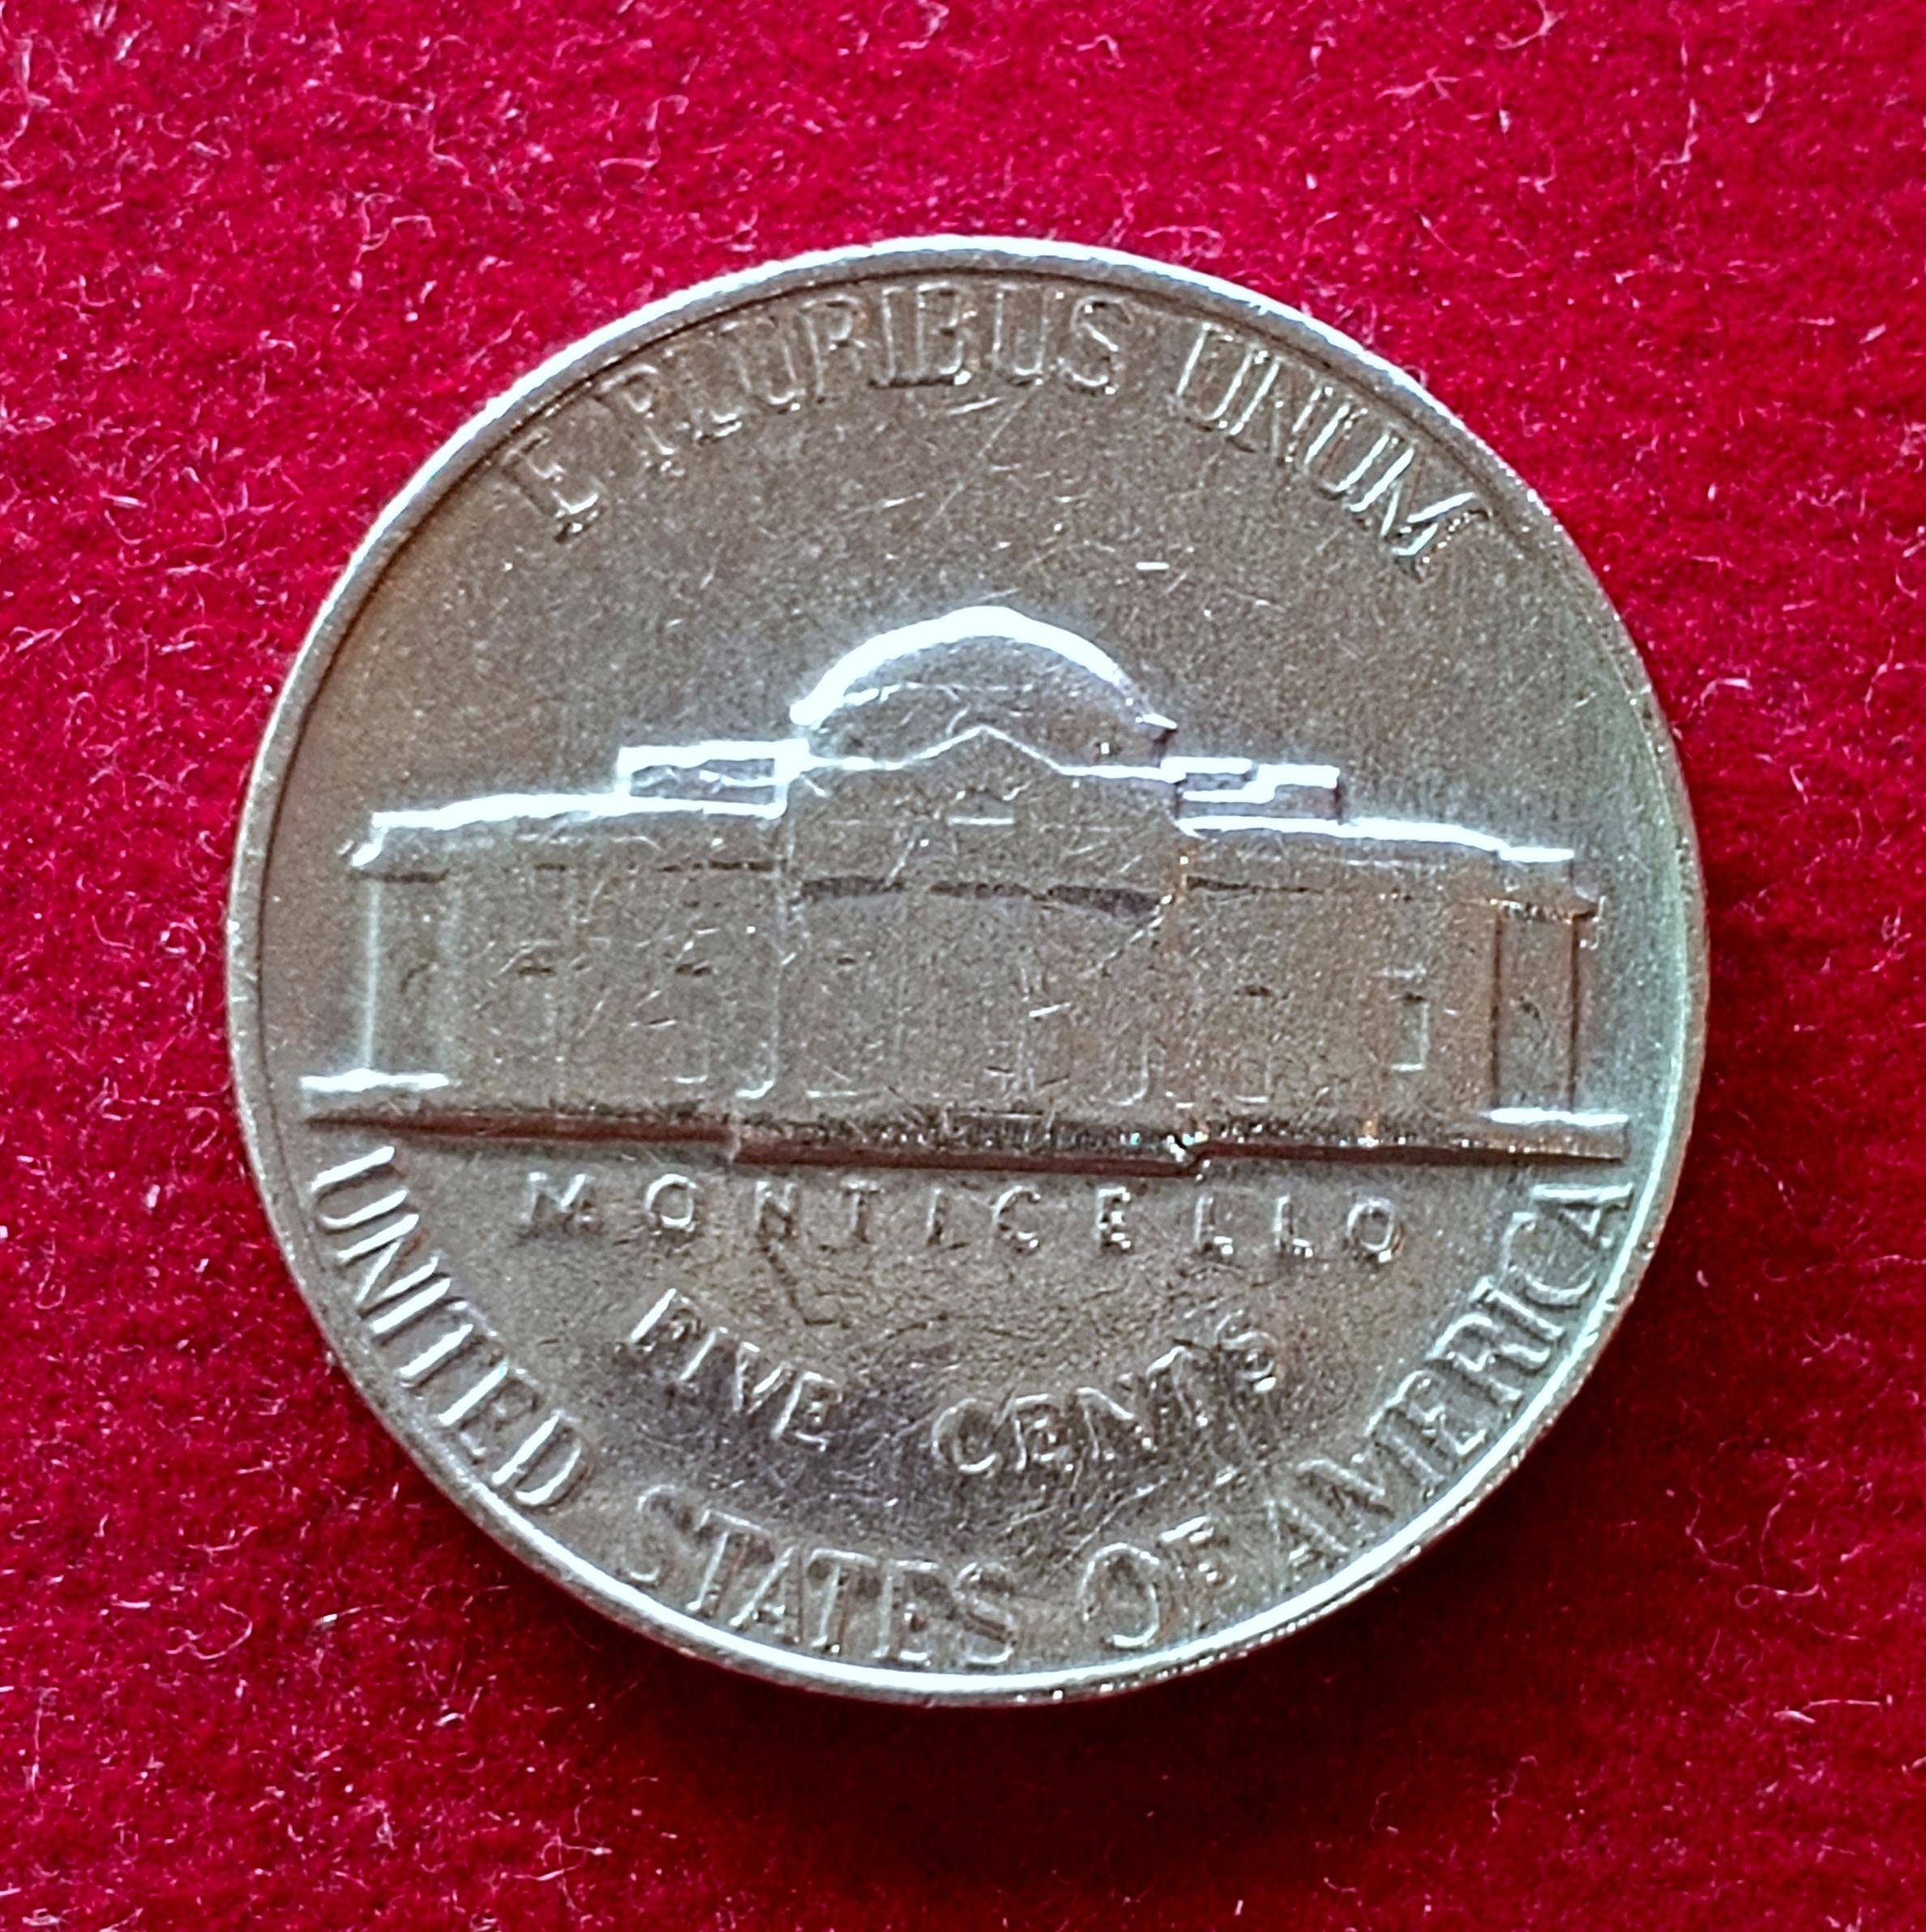 E PLURIBUS UNUM
MONTICELLO
FIVE CENTS
UNITED STATES OF AMERICA